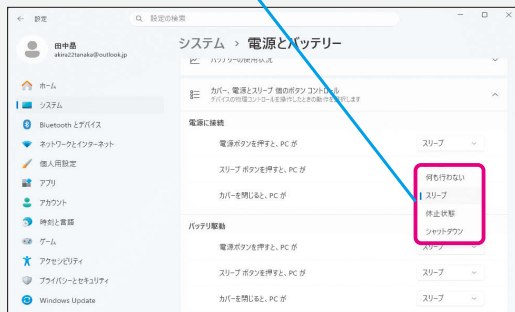 設定
設定の検索
田中昌
akira22tanaka@outlook.jp
システム › 電源とバッテリー
バッテリーの使用状況
ホーム
システム
Bluetooth とデバイス
ネットワークとインターネット
個人用設定
アプリ
アカウント
時刻と言語
ゲーム
アクセシビリティ
プライバシーとセキュリティ
Windows Update
カバー、電源とスリープ 個のボタン コントロール
デバイスの物理コントロールを操作したときの動作を選択します
電源に接続
電源ボタンを押すと、PC が
スリープ
スリープ ボタンを押すと、PC が
カバーを閉じると、PC が
何も行わない
スリープ
休止状態
シャットダウン
バッテリ駆動
電源ボタンを押すと、PC が
スリープ
スリープ ボタンを押すと、PC が
スリープ
カバーを閉じると、PC が
スリープ